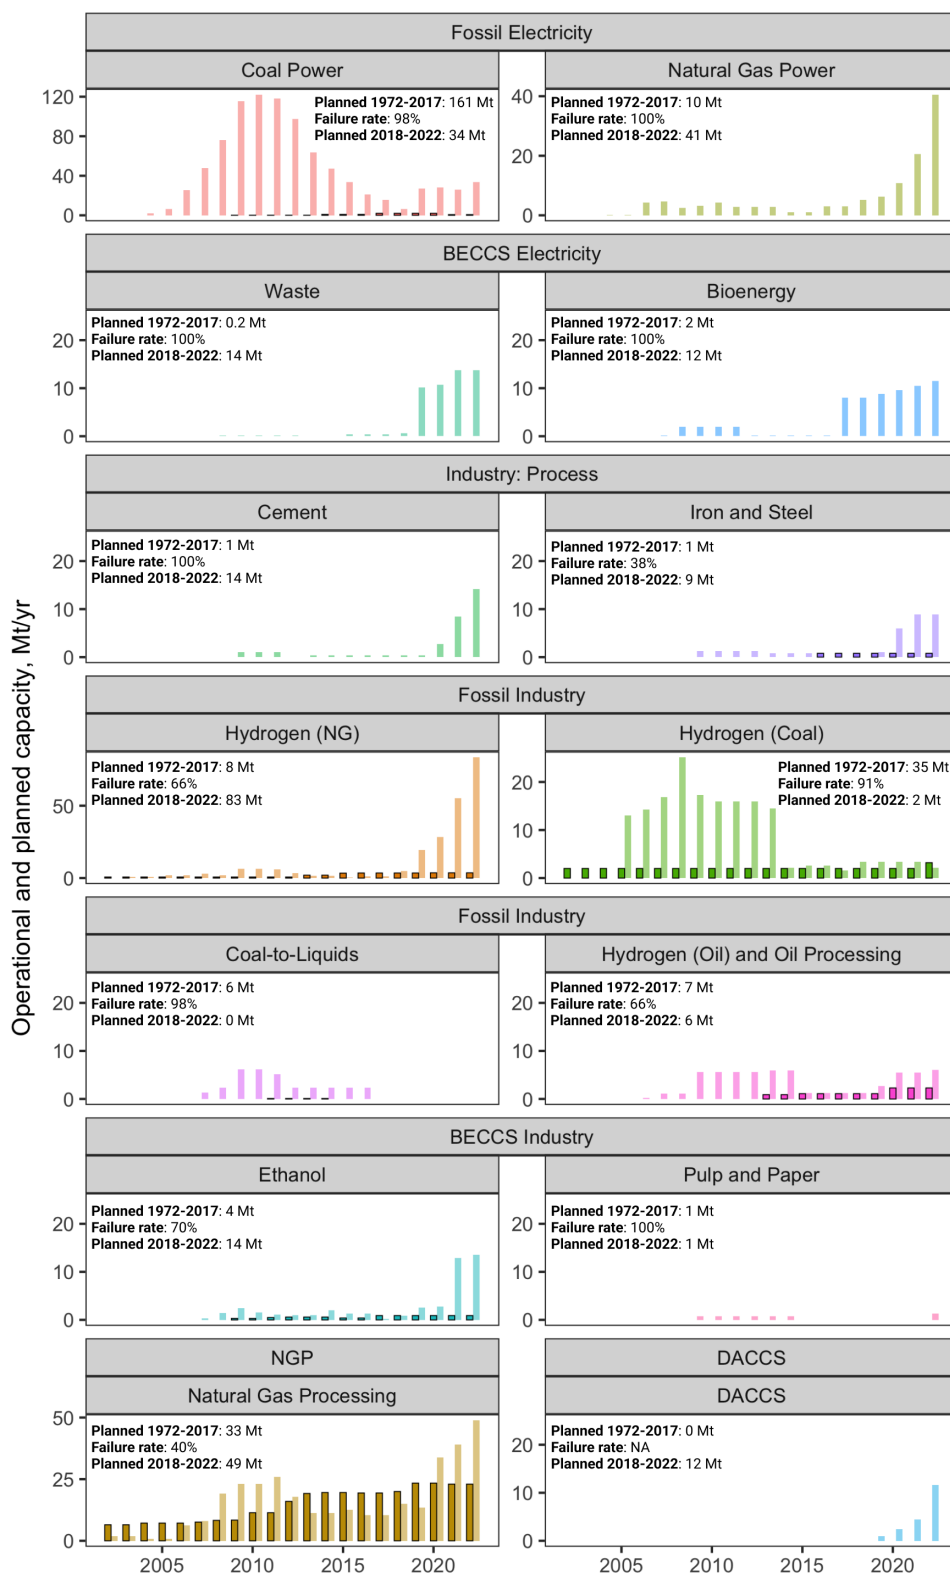 Fossil Electricity
Coal Power
Natural Gas Power
120
80
40
0
Planned 1972-2017: 161 Mt
Failure rate: 98%
Planned 2018-2022: 34 Mt
40
20
0
Planned 1972-2017: 10 Mt
Failure rate: 100%
Planned 2018-2022: 41 Mt
BECCS Electricity
Waste
Bioenergy
20
10
0
Planned 1972-2017: 0.2 Mt
Failure rate: 100%
Planned 2018-2022: 14 Mt
20
10
0
Planned 1972-2017: 2 Mt
Failure rate: 100%
Planned 2018-2022: 12 Mt
Industry: Process
Cement
Iron and Steel
20
10
0
Planned 1972-2017: 1 Mt
Failure rate: 100%
Planned 2018-2022: 14 Mt
20
10
0
Planned 1972-2017: 1 Mt
Failure rate: 38%
Planned 2018-2022: 9 Mt
Operational and planned capacity, Mt/yr
Fossil Industry
Hydrogen (NG)
Hydrogen (Coal)
50
0
Planned 1972-2017: 8 Mt
Failure rate: 66%
Planned 2018-2022: 83 Mt
20
10
0
Planned 1972-2017: 35 Mt
Failure rate: 91%
Planned 2018-2022: 2 Mt
Fossil Industry
Coal-to-Liquids
Hydrogen (Oil) and Oil Processing
20
10
0
Planned 1972-2017: 6 Mt
Failure rate: 98%
Planned 2018-2022: 0 Mt
20
10
0
Planned 1972-2017: 7 Mt
Failure rate: 66%
Planned 2018-2022: 6 Mt
BECCS Industry
Ethanol
Pulp and Paper
20
10
0
Planned 1972-2017: 4 Mt
Failure rate: 70%
Planned 2018-2022: 14 Mt
20
10
0
Planned 1972-2017: 1 Mt
Failure rate: 100%
Planned 2018-2022: 1 Mt
NGP
DACCS
Natural Gas Processing
DACCS
50
25
0
Planned 1972-2017: 33 Mt
Failure rate: 40%
Planned 2018-2022: 49 Mt
20
10
0
Planned 1972-2017: 0 Mt
Failure rate: NA
Planned 2018-2022: 12 Mt
2005 2010 2015 2020
2005 2010 2015 2020